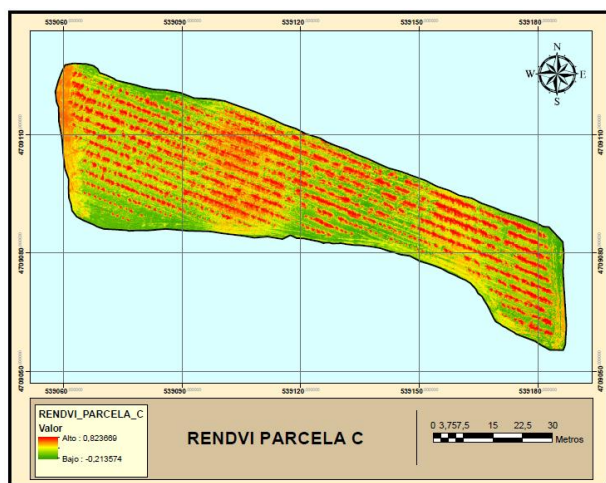 539060 539090 539120 539150 539180
N
W E
S
4709110 4709110
4709080 4709080
4709050 4709050
539060 539090 539120 539150 539180
RENDVI_PARCELA_C
Valor
Alto : 0,823669
Bajo : -0,213574
RENDVI PARCELA C
0 3,757,5 15 22,5 30
Metros